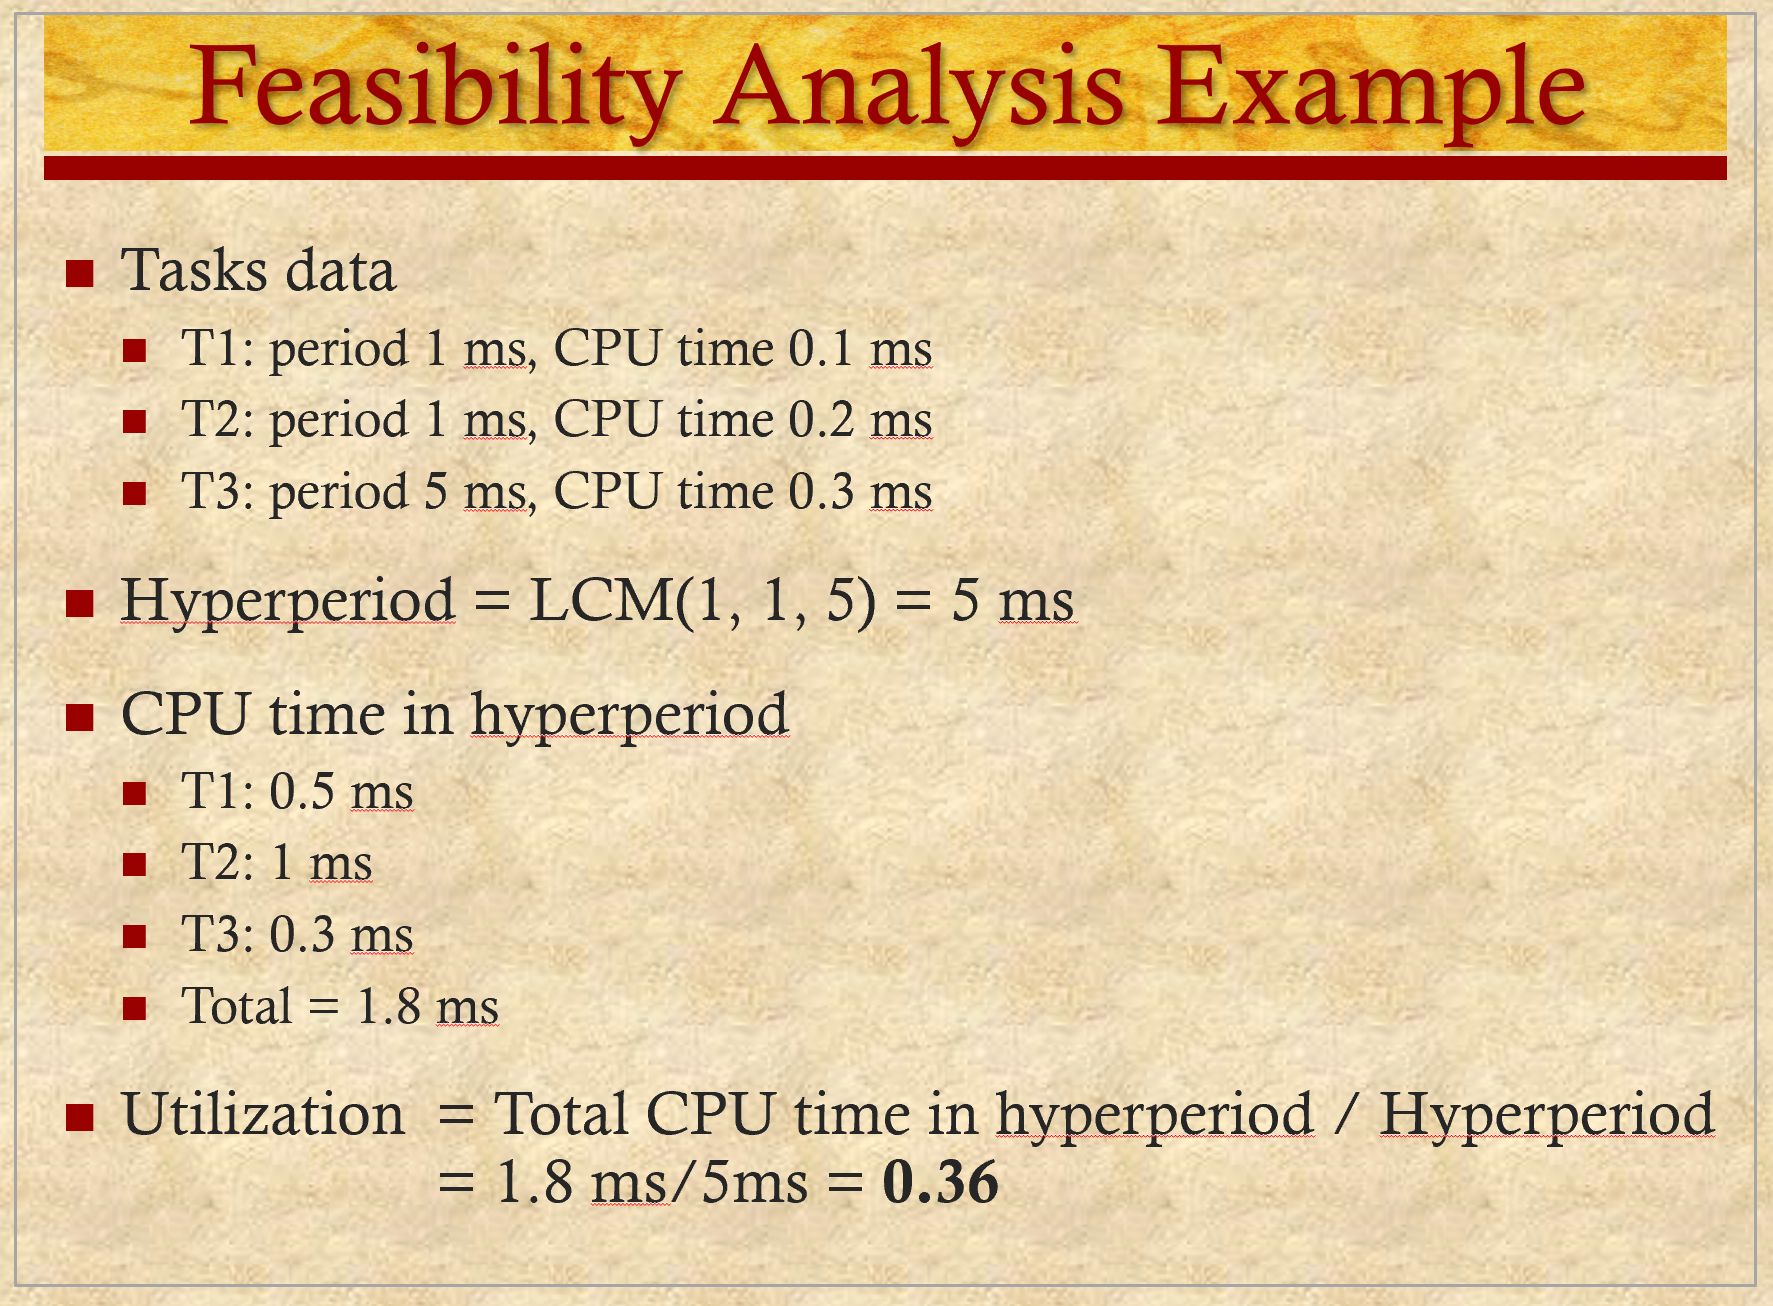 Feasibility Analysis Example
Tasks data
T1: period 1 ms, CPU time 0.1 ms
T2: period 1 ms, CPU time 0.2 ms
T3: period 5 ms, CPU time 0.3 ms
Hyperperiod = LCM(1, 1, 5) = 5 ms
CPU time in hyperperiod
T1: 0.5 ms
T2: 1 ms
T3: 0.3 ms
Total = 1.8 ms
Utilization = Total CPU time in hyperperiod / Hyperperiod
= 1.8 ms/5ms = 0.36